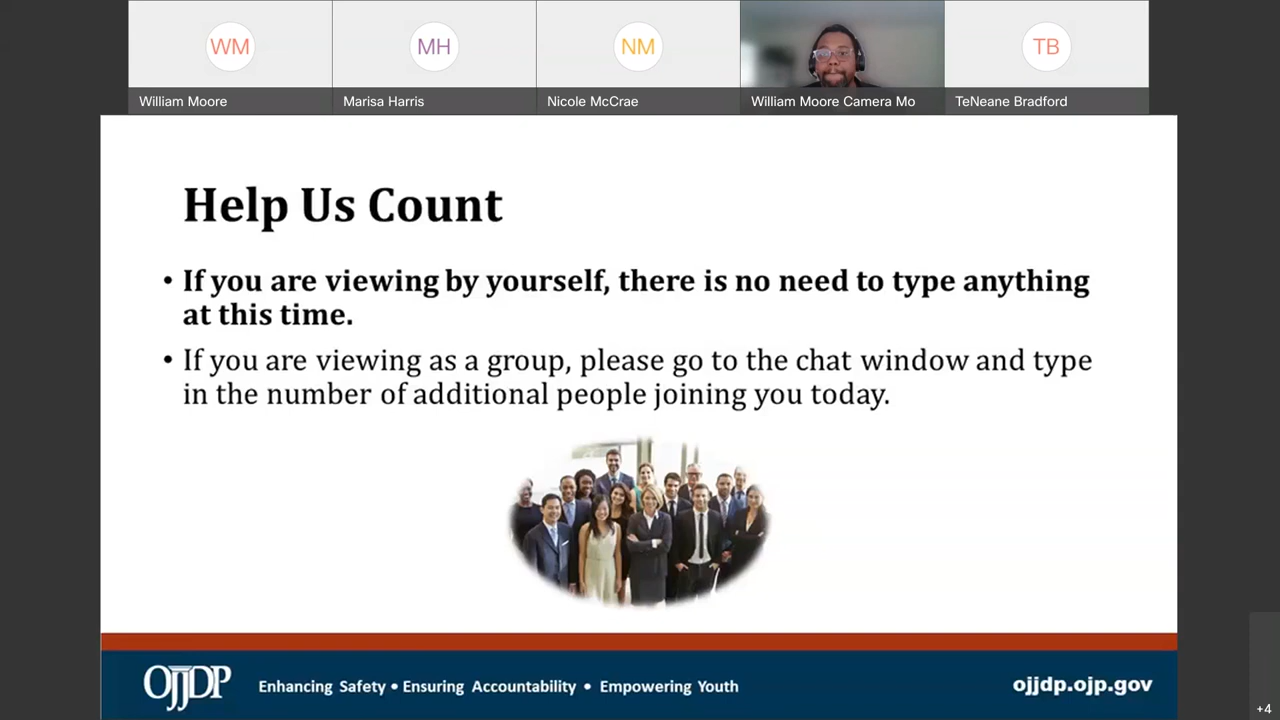 WM
MH
NM
TB
William Moore
Marisa Harris
Nicole McCrae
William Moore Camera Mo
TeNeane Bradford
Help Us Count
• If you are viewing by yourself, there is no need to type anything
at this time.
• If you are viewing as a group, please go to the chat window and type
in the number of additional people joining you today.
OJJDP
Enhancing Safety • Ensuring Accountability • Empowering Youth
ojjdp.ojp.gov
+4